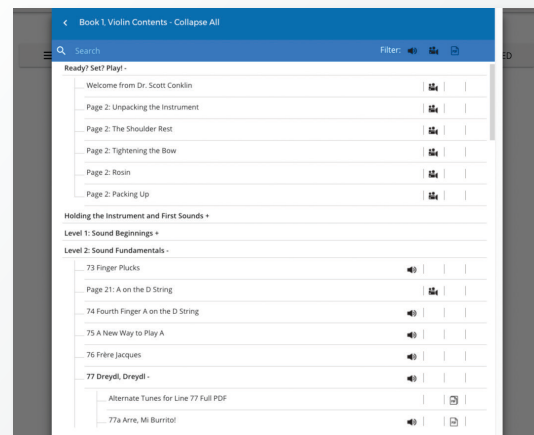 Book 1, Violin Contents - Collapse All
Search Filter:
ED
Ready? Set? Play! -
Welcome from Dr. Scott Conklin
Page 2: Unpacking the Instrument
Page 2: The Shoulder Rest
Page 2: Tightening the Bow
Page 2: Rosin
Page 2: Packing Up
Holding the Instrument and First Sounds +
Level 1: Sound Beginnings +
Level 2: Sound Fundamentals -
73 Finger Plucks
Page 21: A on the D String
74 Fourth Finger A on the D String
75 A New Way to Play A
76 Frère Jacques
77 Dreydl, Dreydl -
Alternate Tunes for Line 77 Full PDF
77a Arre, Mi Burrito!